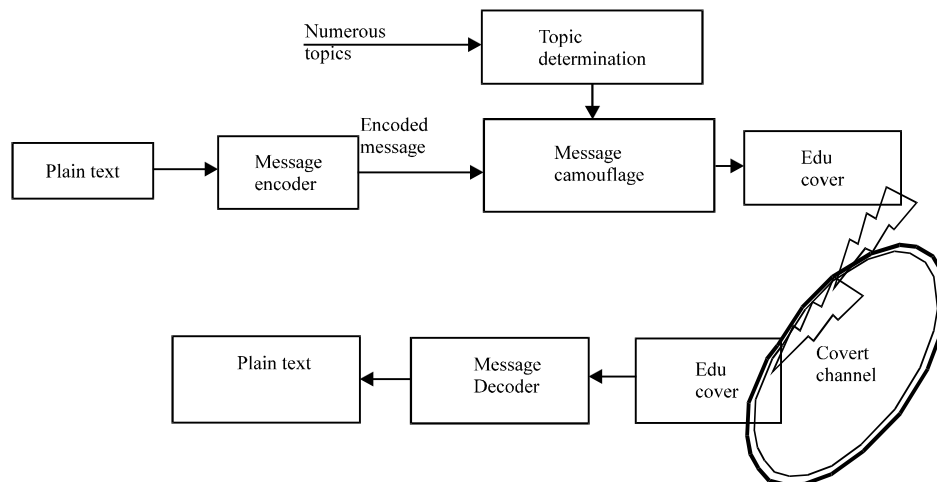 Numerous
topics
Topic
determination
Plain text
Message
encoder
Encoded
message
Message
camouflage
Edu
cover
Plain text
Message
Decoder
Edu
cover
Covert
channel